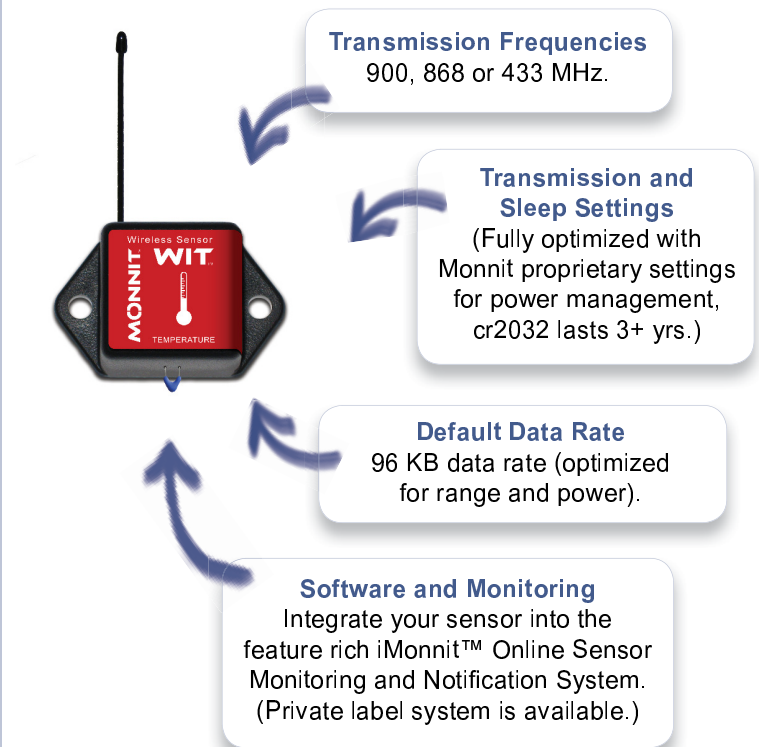 Transmission Frequencies
900, 868 or 433 MHz.
Transmission and
Sleep Settings
(Fully optimized with
Monnit proprietary settings
for power management,
cr2032 lasts 3+ yrs.)
Wireless Sensor
WIT™
MONNIT
TEMPERATURE
Default Data Rate
96 KB data rate (optimized
for range and power).
Software and Monitoring
Integrate your sensor into the
feature rich iMonnit™ Online Sensor
Monitoring and Notification System.
(Private label system is available.)